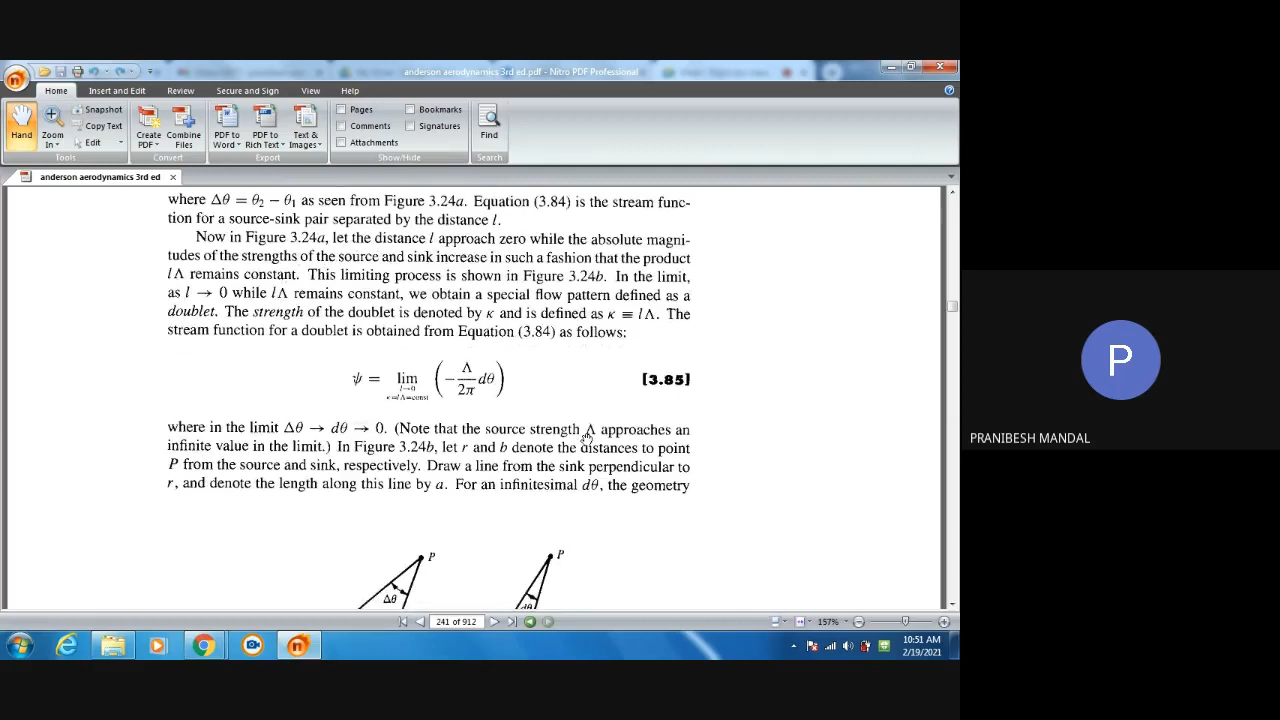 anderson aerodynamics 3rd ed.pdf - Nitro PDF Professional
Home Insert and Edit Review Secure and Sign View Help
Hand Zoom In Snapshot Copy Text Edit Create PDF Combine Files PDF to Word PDF to Rich Text Text & Images Pages Comments Attachments Bookmarks Signatures Find
Tools Convert Export Show/Hide Search
anderson aerodynamics 3rd ed
where Δθ = θ₂ − θ₁ as seen from Figure 3.24a. Equation (3.84) is the stream func-
tion for a source-sink pair separated by the distance l.
Now in Figure 3.24a, let the distance l approach zero while the absolute magni-
tudes of the strengths of the source and sink increase in such a fashion that the product
lΛ remains constant. This limiting process is shown in Figure 3.24b. In the limit,
as l → 0 while lΛ remains constant, we obtain a special flow pattern defined as a
doublet. The strength of the doublet is denoted by κ and is defined as κ ≡ lΛ. The
stream function for a doublet is obtained from Equation (3.84) as follows:
ψ = lim l→0 κ=lΛ=const (−Λ/2π dθ) [3.85]
where in the limit Δθ → dθ → 0. (Note that the source strength Λ approaches an
infinite value in the limit.) In Figure 3.24b, let r and b denote the distances to point
P from the source and sink, respectively. Draw a line from the sink perpendicular to
r, and denote the length along this line by a. For an infinitesimal dθ, the geometry
P P
Δθ dθ
241 of 912 157%
10:51 AM
2/19/2021
P
PRANIBESH MANDAL